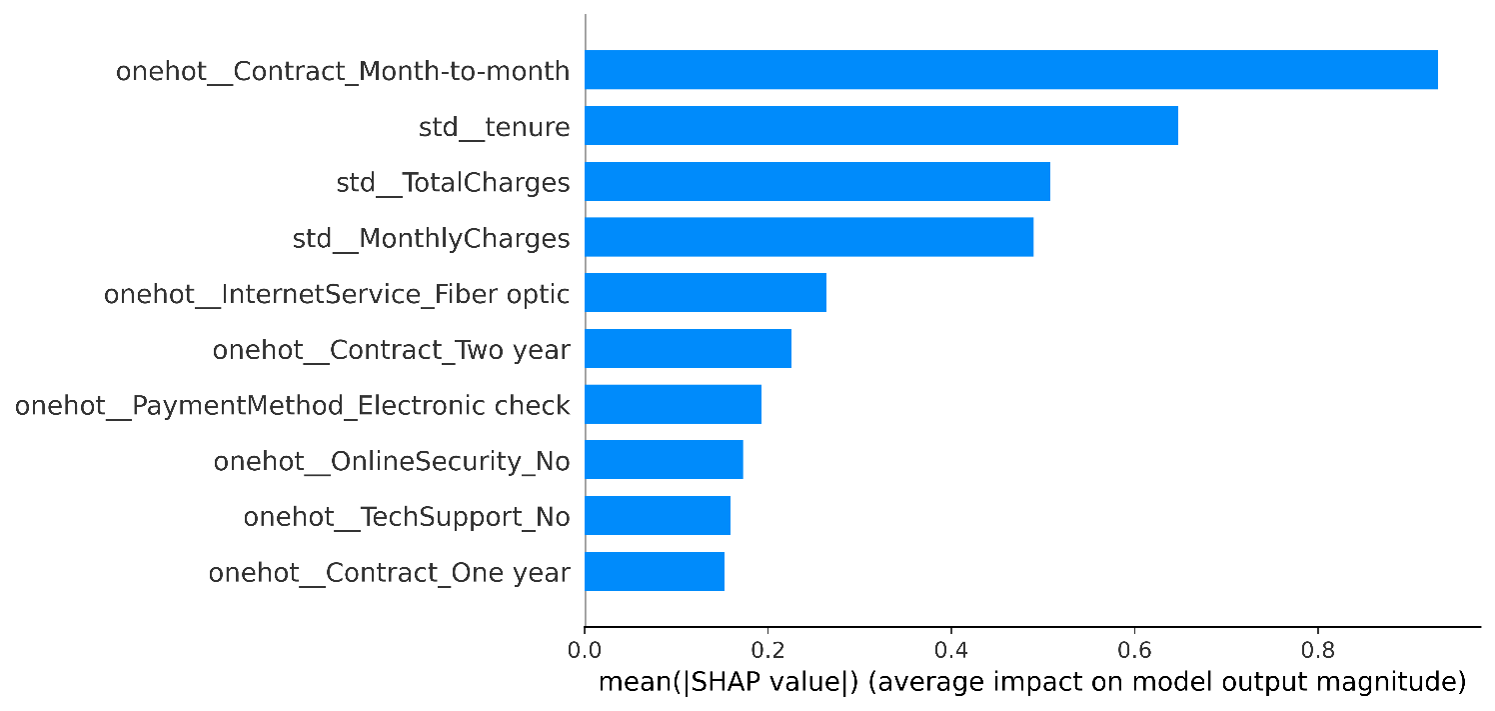 onehot__Contract_Month-to-month
std__tenure
std__TotalCharges
std__MonthlyCharges
onehot__InternetService_Fiber optic
onehot__Contract_Two year
onehot__PaymentMethod_Electronic check
onehot__OnlineSecurity_No
onehot__TechSupport_No
onehot__Contract_One year
0.0 0.2 0.4 0.6 0.8
mean(|SHAP value|) (average impact on model output magnitude)